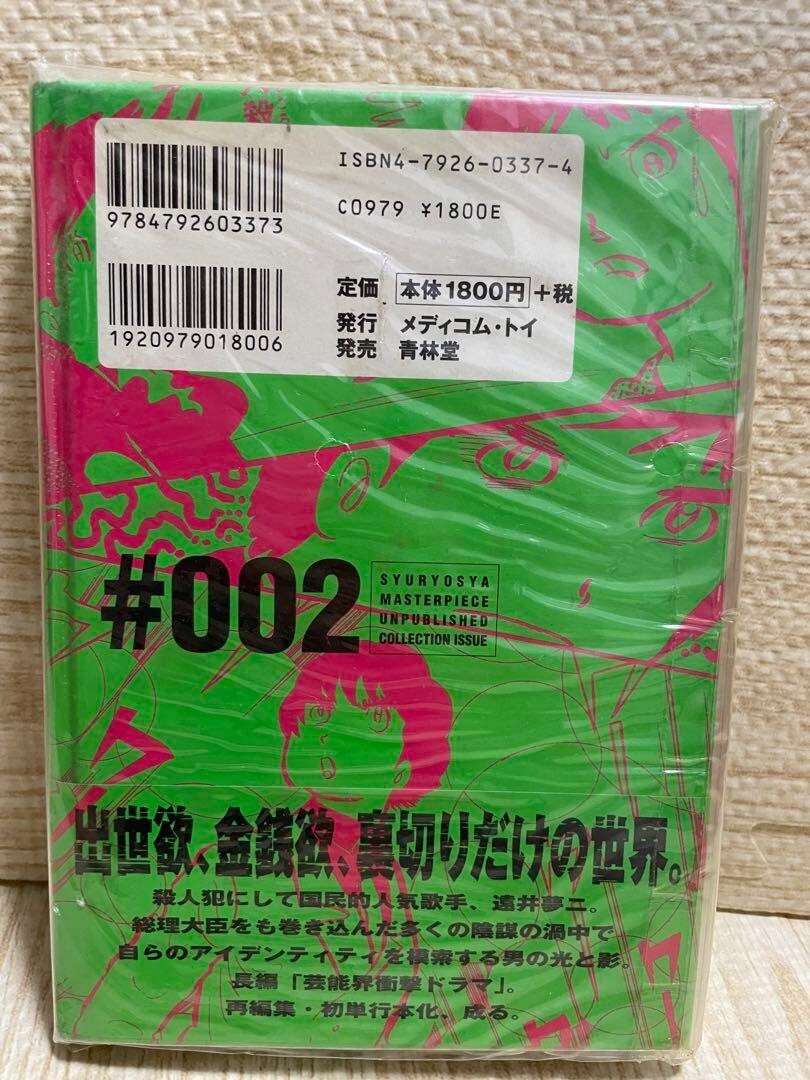 ISBN4-7926-0337-4
9784792603373
C0979 ¥1800E
定価 本体1800円+税
1920979018006
発行 メディコム・トイ
発売 青林堂
#002
SYURYOSYA
MASTERPIECE
UNPUBLISHED
COLLECTION ISSUE
出世欲、金銭欲、裏切りだけの世界。
殺人犯にして国民的人気歌手、遠井夢二。
総理大臣をも巻き込んだ多くの陰謀の渦中で
自らのアイデンティティを模索する男の光と影。
長編「芸能界衝撃ドラマ」。
再編集・初単行本化、成る。